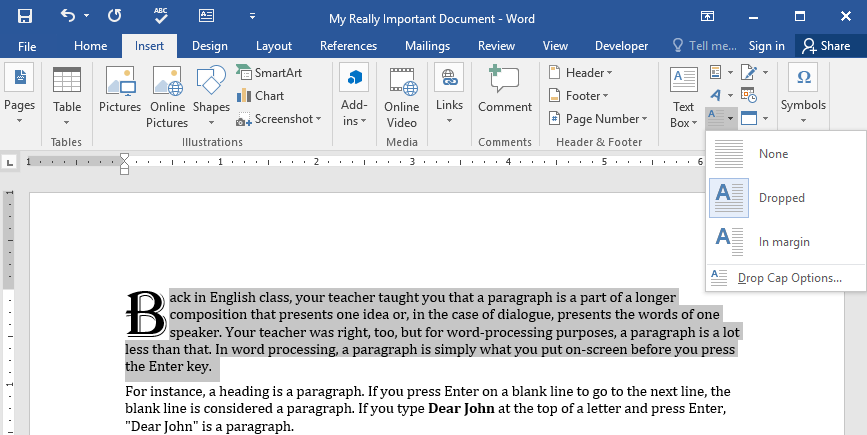 ABC
My Really Important Document - Word
File Home Insert Design Layout References Mailings Review View Developer Tell me... Sign in Share
Pages
Table
Pictures
Online
Pictures
Shapes
SmartArt
Chart
Screenshot
Add-
ins
Online
Video
Links
Comment
Header
Footer
Page Number
Text
Box
A
A
A
Ω
Symbols
Tables Illustrations Media Comments Header & Footer
L
1 1 2 3 4 5 6
1
1
None
A Dropped
A In margin
A Drop Cap Options...
Back in English class, your teacher taught you that a paragraph is a part of a longer
composition that presents one idea or, in the case of dialogue, presents the words of one
speaker. Your teacher was right, too, but for word-processing purposes, a paragraph is a lot
less than that. In word processing, a paragraph is simply what you put on-screen before you press
the Enter key.
For instance, a heading is a paragraph. If you press Enter on a blank line to go to the next line, the
blank line is considered a paragraph. If you type Dear John at the top of a letter and press Enter,
"Dear John" is a paragraph.